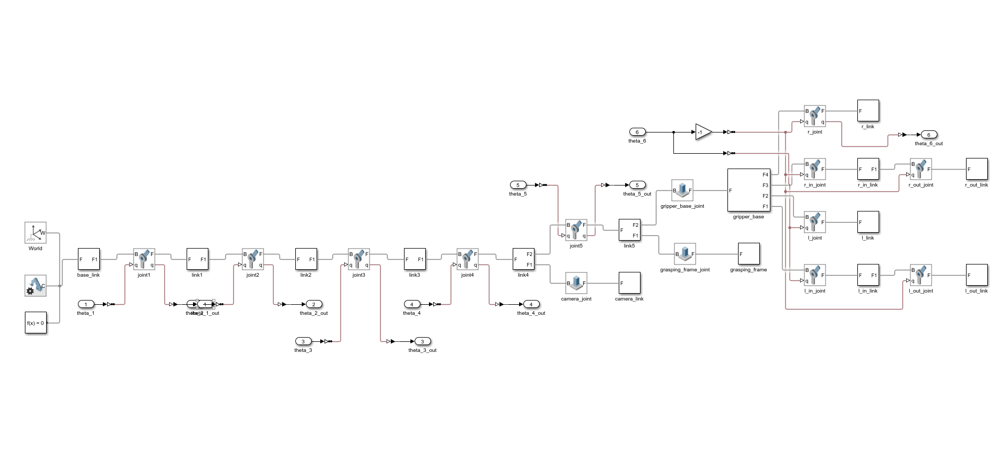 B F
q
r_joint
F
r_link
6
theta_6
-1
q
6
theta_6_out
B F
q
r_in_joint
F F1
r_in_link
B F
q
r_out_joint
F
r_out_link
5
theta_5
5
theta_5_out
B F
gripper_base_joint
F F4
F3
F2
F1
gripper_base
B F
q
l_joint
F
l_link
B F
q q
joint5
F F2
F1
link5
W
World
F F1
base_link
B F
q q
joint1
F F1
link1
B F
q q
joint2
F F1
link2
B F
q q
joint3
F F1
link3
B F
q q
joint4
F F2
F1
link4
B F
grasping_frame_joint
F
grasping_frame
B F
q
l_in_joint
F F1
l_in_link
B F
q
l_out_joint
F
l_out_link
C
B F
camera_joint
F
camera_link
1
theta_1
1
theta_1_out
theta_2
2
theta_2_out
4
theta_4
4
theta_4_out
f(x) = 0
3
theta_3
3
theta_3_out